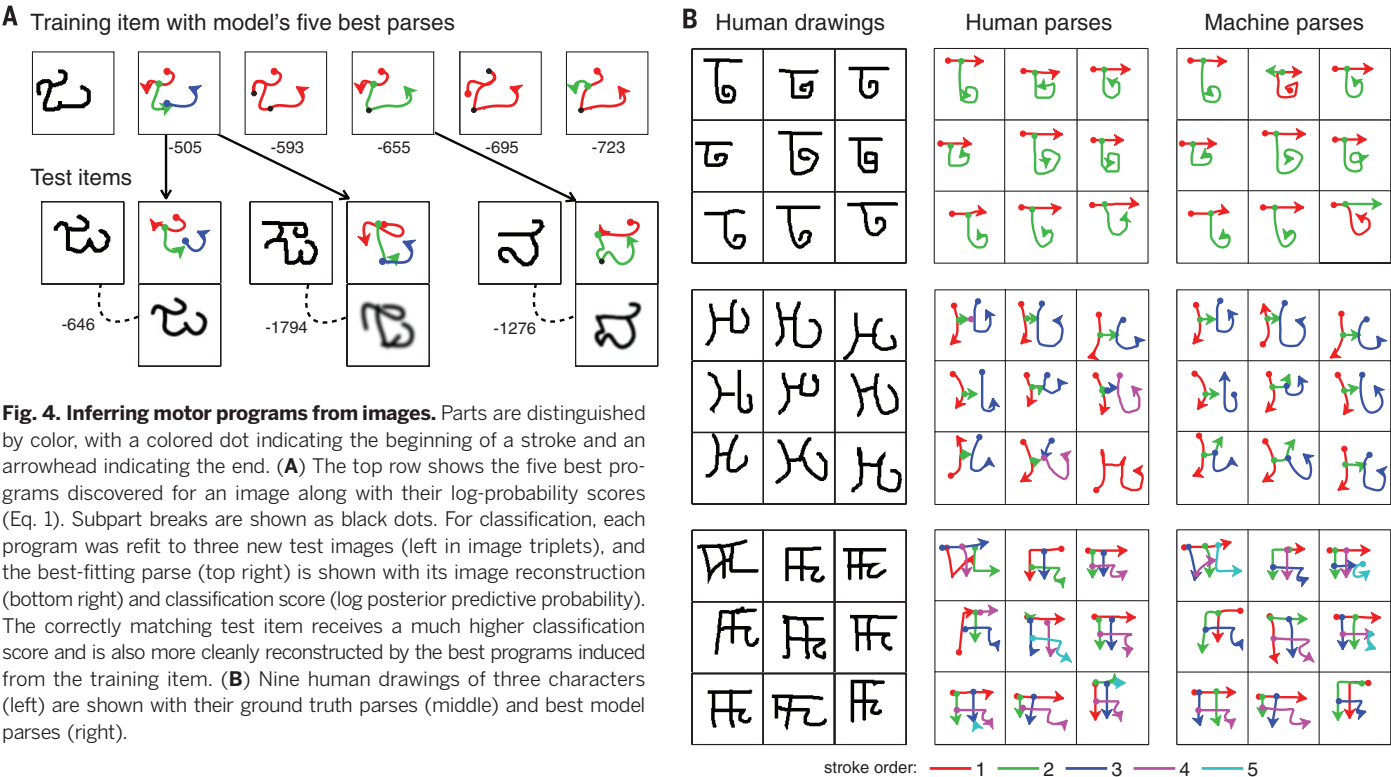 A Training item with model's five best parses
-505
-593
-655
-695
-723
Test items
-646
-1794
-1276
Fig. 4. Inferring motor programs from images. Parts are distinguished
by color, with a colored dot indicating the beginning of a stroke and an
arrowhead indicating the end. (A) The top row shows the five best pro-
grams discovered for an image along with their log-probability scores
(Eq. 1). Subpart breaks are shown as black dots. For classification, each
program was refit to three new test images (left in image triplets), and
the best-fitting parse (top right) is shown with its image reconstruction
(bottom right) and classification score (log posterior predictive probability).
The correctly matching test item receives a much higher classification
score and is also more cleanly reconstructed by the best programs induced
from the training item. (B) Nine human drawings of three characters
(left) are shown with their ground truth parses (middle) and best model
parses (right).
B Human drawings Human parses Machine parses
stroke order: 1 2 3 4 5